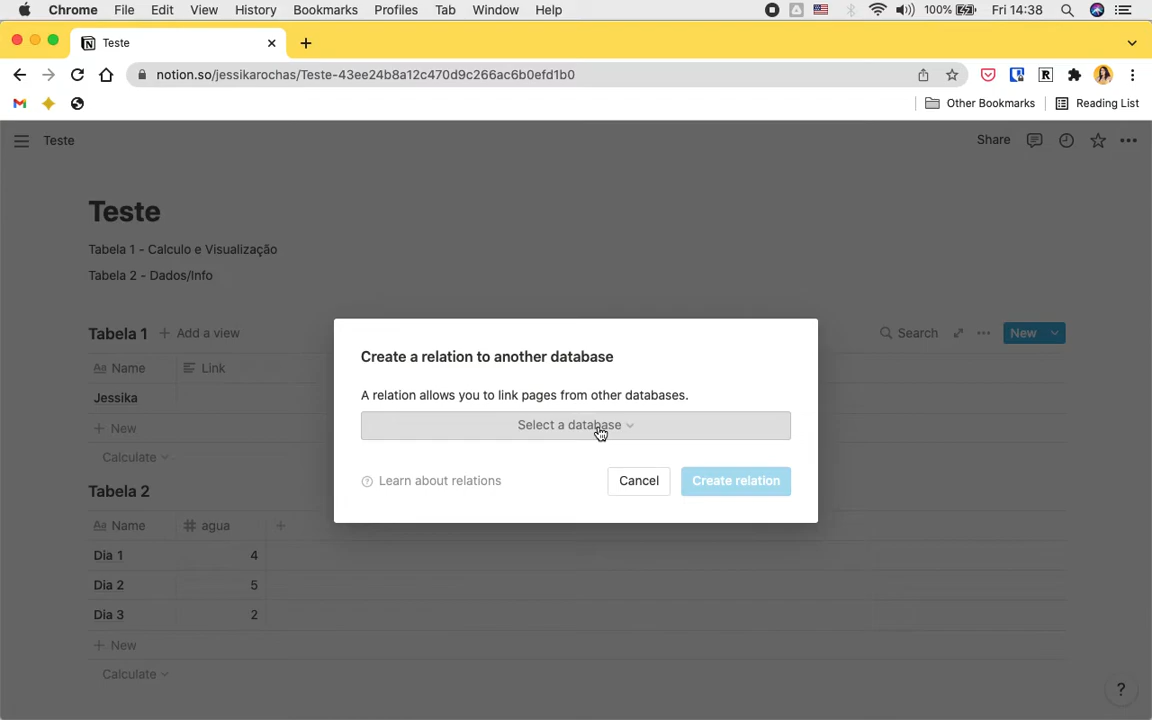 Chrome File Edit View History Bookmarks Profiles Tab Window Help 100% Fri 14:38
Teste
notion.so/jessikarochas/Teste-43ee24b8a12c470d9c266ac6b0efd1b0
Other Bookmarks Reading List
Teste Share
Teste
Tabela 1 - Calculo e Visualização
Tabela 2 - Dados/Info
Tabela 1 + Add a view Search New
Aa Name Link
Jessika
+ New
Calculate
Create a relation to another database
A relation allows you to link pages from other databases.
Select a database
Learn about relations Cancel Create relation
Tabela 2
Aa Name # agua +
Dia 1 4
Dia 2 5
Dia 3 2
+ New
Calculate
?